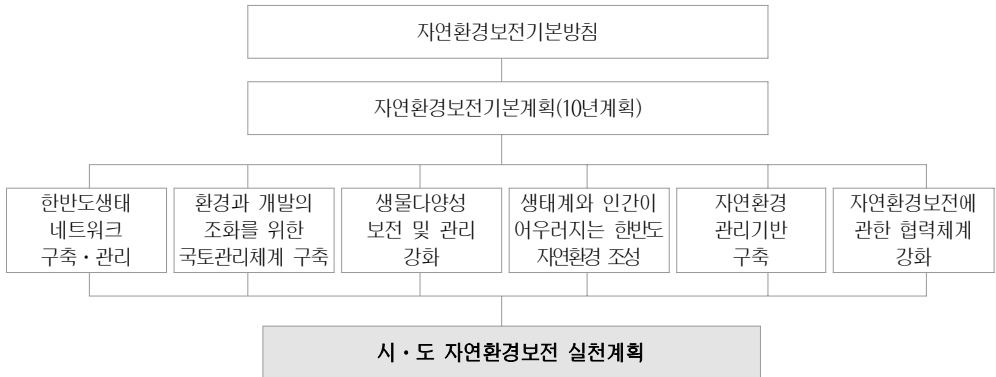 자연환경보전기본방침
자연환경보전기본계획(10년계획)
한반도생태
네트워크
구축·관리
환경과 개발의
조화를 위한
국토관리체계 구축
생물다양성
보전 및 관리
강화
생태계와 인간이
어우러지는 한반도
자연환경 조성
자연환경
관리기반
구축
자연환경보전에
관한 협력체계
강화
시·도 자연환경보전 실천계획